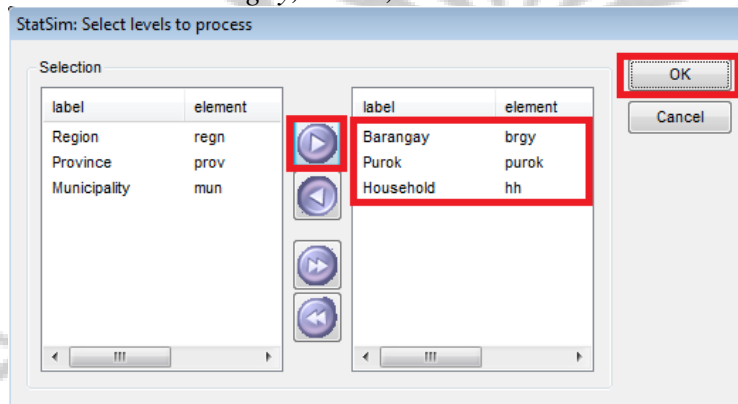 StatSim: Select levels to process
Selection
label element
Region regn
Province prov
Municipality mun
label element
Barangay brgy
Purok purok
Household hh
OK
Cancel